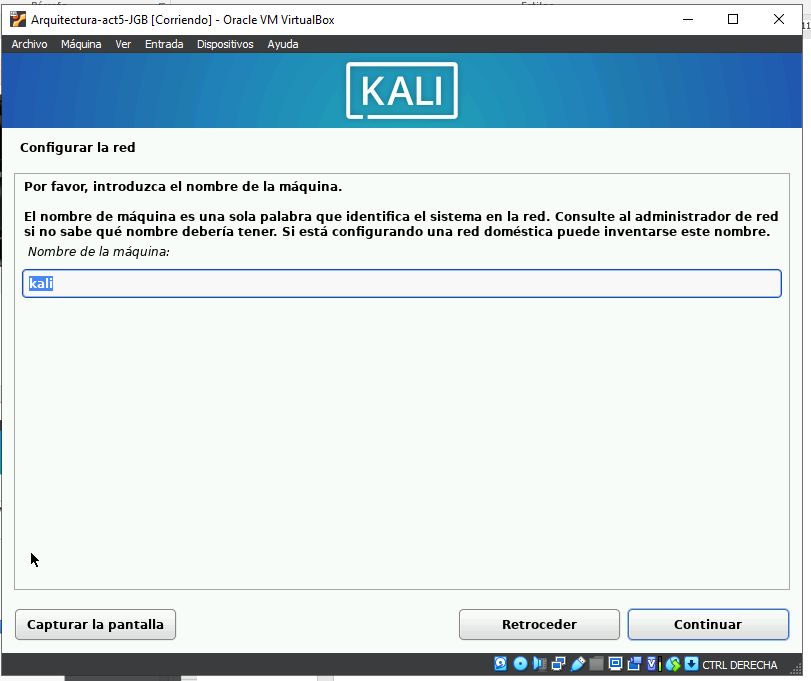 Arquitectura-act5-JGB [Corriendo] - Oracle VM VirtualBox
Archivo Máquina Ver Entrada Dispositivos Ayuda
KALI
Configurar la red
Por favor, introduzca el nombre de la máquina.
El nombre de máquina es una sola palabra que identifica el sistema en la red. Consulte al administrador de red
si no sabe qué nombre debería tener. Si está configurando una red doméstica puede inventarse este nombre.
Nombre de la máquina:
kali
Capturar la pantalla Retroceder Continuar
CTRL DERECHA